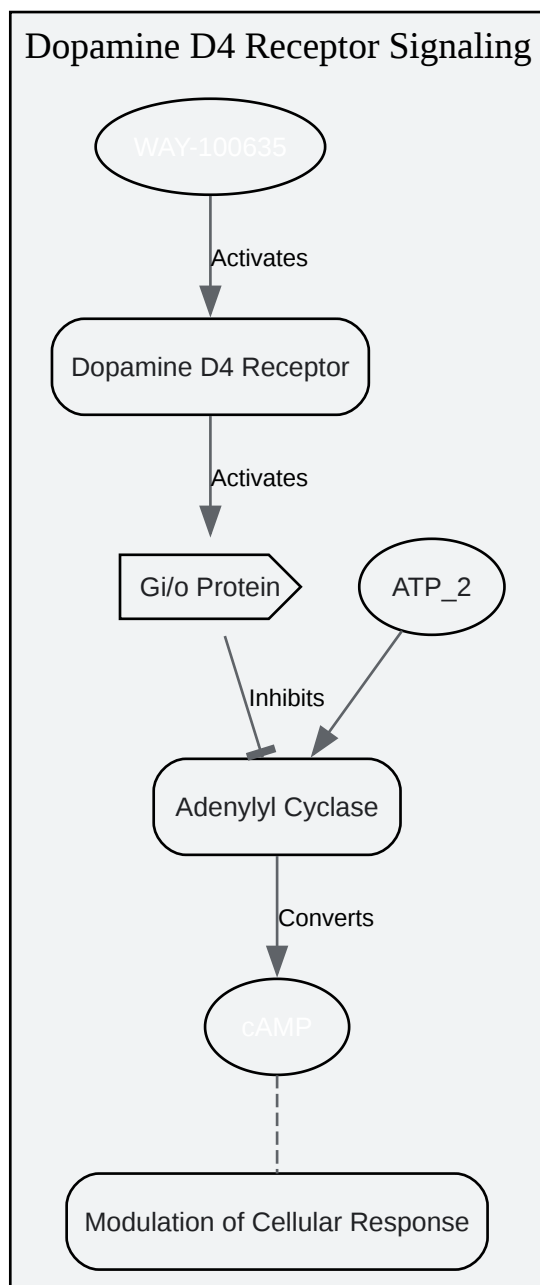 Dopamine D4 Receptor Signaling
WAY-100635
Activates
Dopamine D4 Receptor
Activates
Gi/o Protein
ATP_2
Inhibits
Adenylyl Cyclase
Converts
cAMP
Modulation of Cellular Response